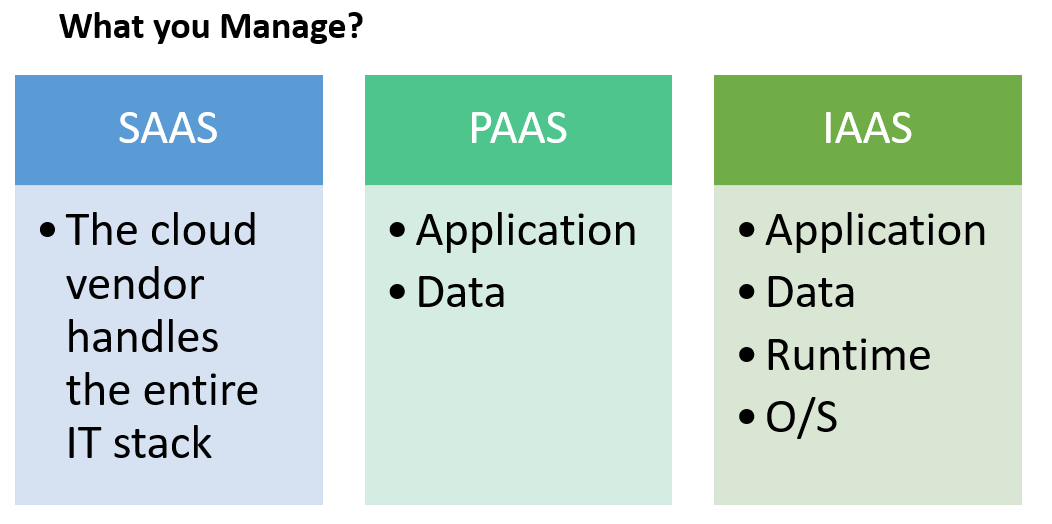 What you Manage?
SAAS
• The cloud
vendor
handles
the entire
IT stack
PAAS
• Application
• Data
IAAS
• Application
• Data
• Runtime
• O/S